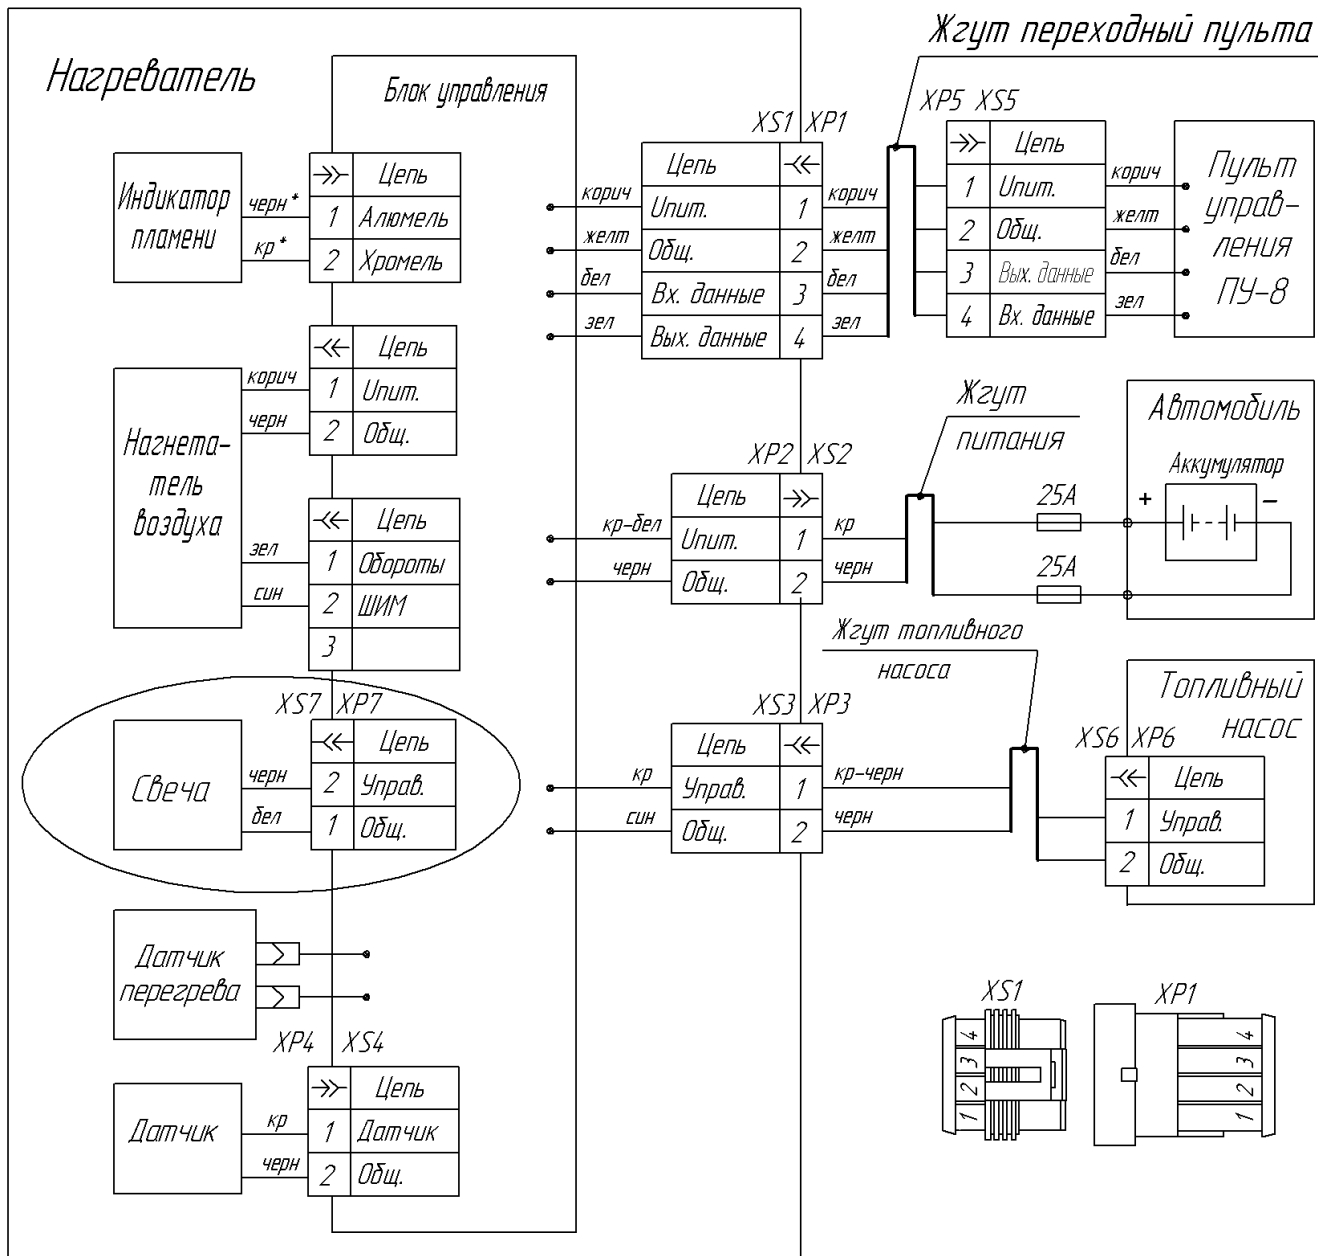 Жгут переходный пульта
Нагреватель
Блок управления
XS1 XP1
XP5 XS5
Индикатор
пламени
черн*
кр*
Цепь
1 Алюмель
2 Хромель
корич
желт
бел
зел
Цепь
Uпит. 1
Общ. 2
Вх. данные 3
Вых. данные 4
корич
желт
бел
зел
Цепь
1 Uпит.
2 Общ.
3 Вых. данные
4 Вх. данные
корич
желт
бел
зел
Пульт
управ-
ления
ПУ-8
Нагнета-
тель
воздуха
корич
черн
Цепь
1 Uпит.
2 Общ.
зел
син
Цепь
1 Обороты
2 ШИМ
3
XP2 XS2
кр-бел
черн
Цепь
Uпит. 1
Общ. 2
кр
черн
Жгут
питания
25А
25А
Автомобиль
Аккумулятор
+ −
XS7 XP7
Свеча
черн
бел
Цепь
2 Управ.
1 Общ.
XS3 XP3
кр
син
Цепь
Управ. 1
Общ. 2
кр-черн
черн
Жгут топливного
насоса
Топливный
насос
XS6 XP6
Цепь
1 Управ.
2 Общ.
Датчик
перегрева
XP4 XS4
Датчик
кр
черн
Цепь
1 Датчик
2 Общ.
XS1
4
3
2
1
XP1
4
3
2
1